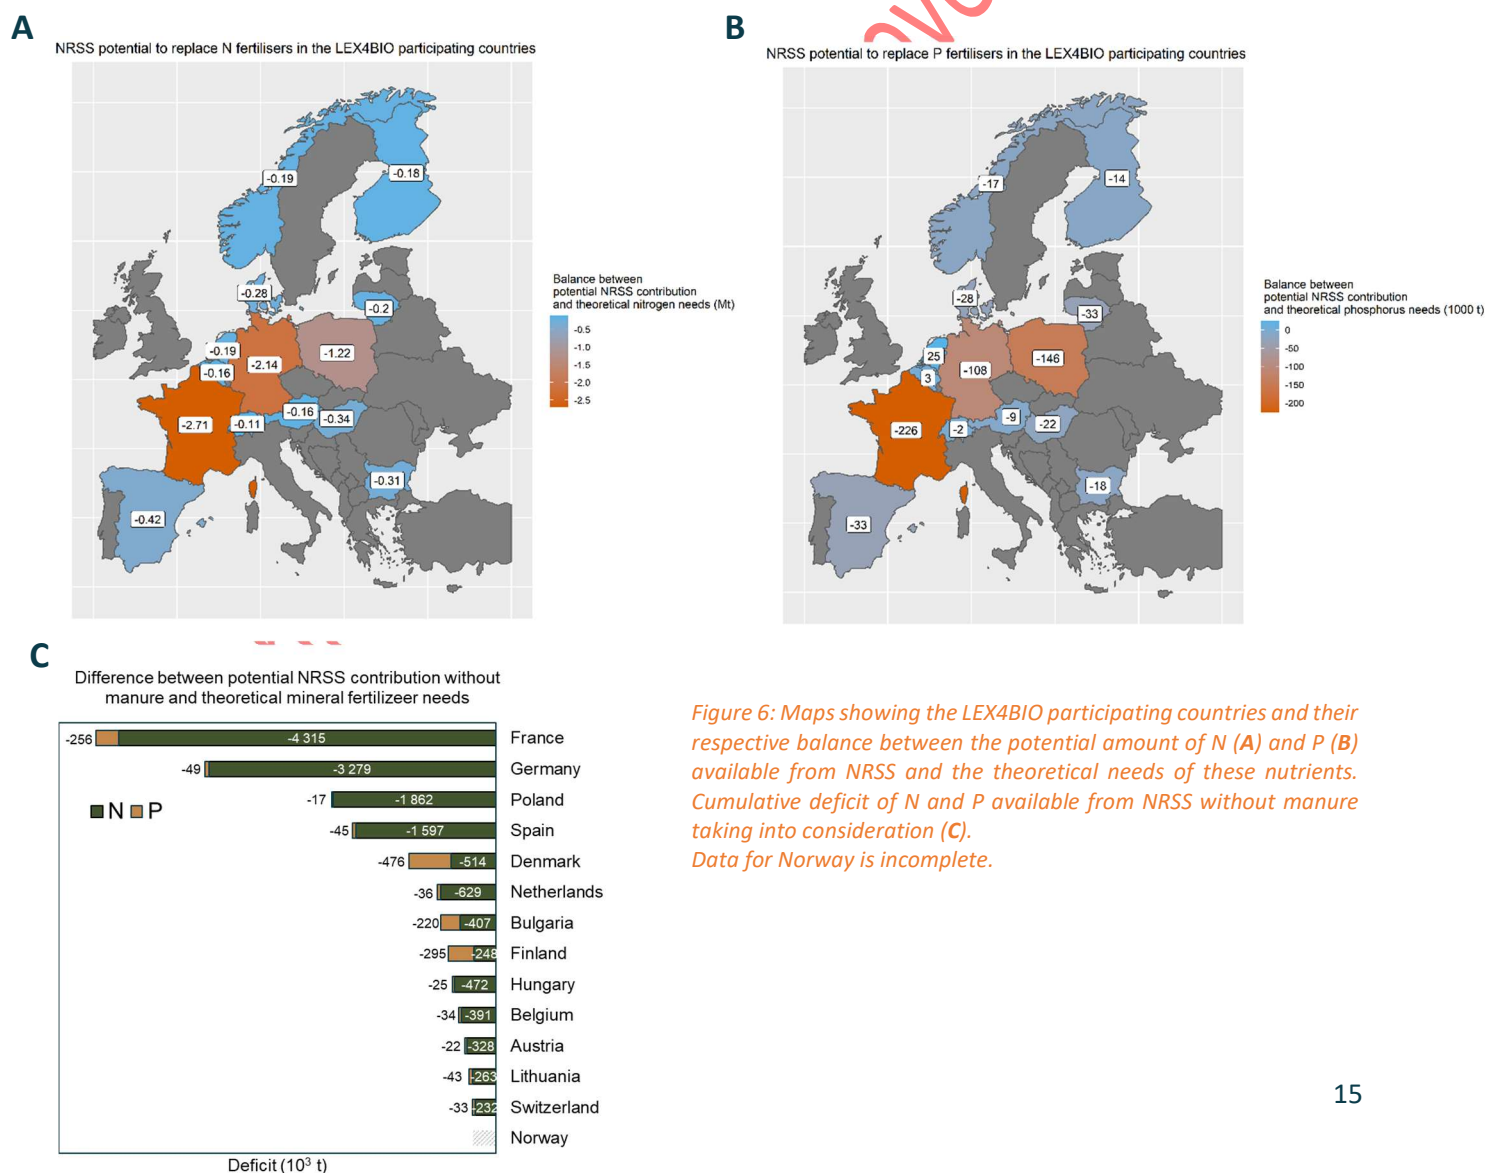 A
NRSS potential to replace N fertilisers in the LEX4BIO participating countries
-0.19
-0.18
-0.28
-0.2
-0.19
-0.16
-2.14
-1.22
-2.71
-0.11
-0.16
-0.34
-0.31
-0.42
Balance between
potential NRSS contribution
and theoretical nitrogen needs (Mt)
-0.5
-1.0
-1.5
-2.0
-2.5
B
NRSS potential to replace P fertilisers in the LEX4BIO participating countries
-17
-14
-28
-33
25
3
-108
-146
-226
-2
-9
-22
-18
-33
Balance between
potential NRSS contribution
and theoretical phosphorus needs (1000 t)
0
-50
-100
-150
-200
C
Difference between potential NRSS contribution without
manure and theoretical mineral fertilizeer needs
-256 -4 315 France
-49 -3 279 Germany
-17 -1 862 Poland
N P
-45 -1 597 Spain
-476 -514 Denmark
-36 -629 Netherlands
-220 -407 Bulgaria
-295 -248 Finland
-25 -472 Hungary
-34 -391 Belgium
-22 -328 Austria
-43 -263 Lithuania
-33 -232 Switzerland
Norway
Deficit (10³ t)
Figure 6: Maps showing the LEX4BIO participating countries and their
respective balance between the potential amount of N (A) and P (B)
available from NRSS and the theoretical needs of these nutrients.
Cumulative deficit of N and P available from NRSS without manure
taking into consideration (C).
Data for Norway is incomplete.
15